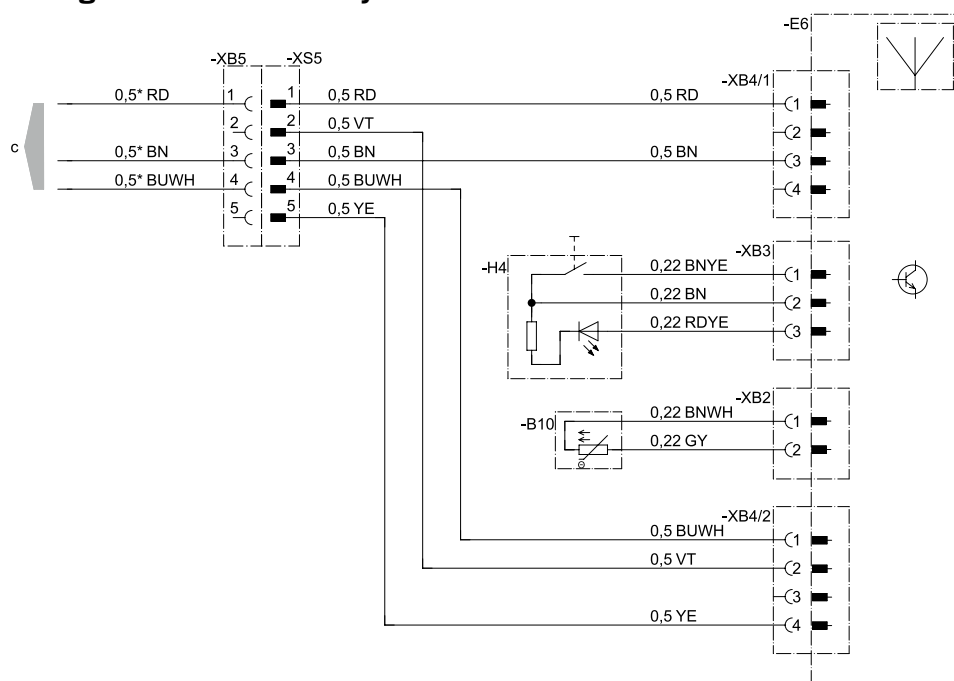 -E6
-XB5 -XS5
-XB4/1
0,5* RD 1 1 0,5 RD 0,5 RD 1
2 2 0,5 VT 2
c 0,5* BN 3 3 0,5 BN 0,5 BN 3
0,5* BUWH 4 4 0,5 BUWH 4
5 5 0,5 YE
-XB3
-H4 0,22 BNYE 1
0,22 BN 2
0,22 RDYE 3
-XB2
-B10 0,22 BNWH 1
0,22 GY 2
-XB4/2
0,5 BUWH 1
0,5 VT 2
3
0,5 YE 4